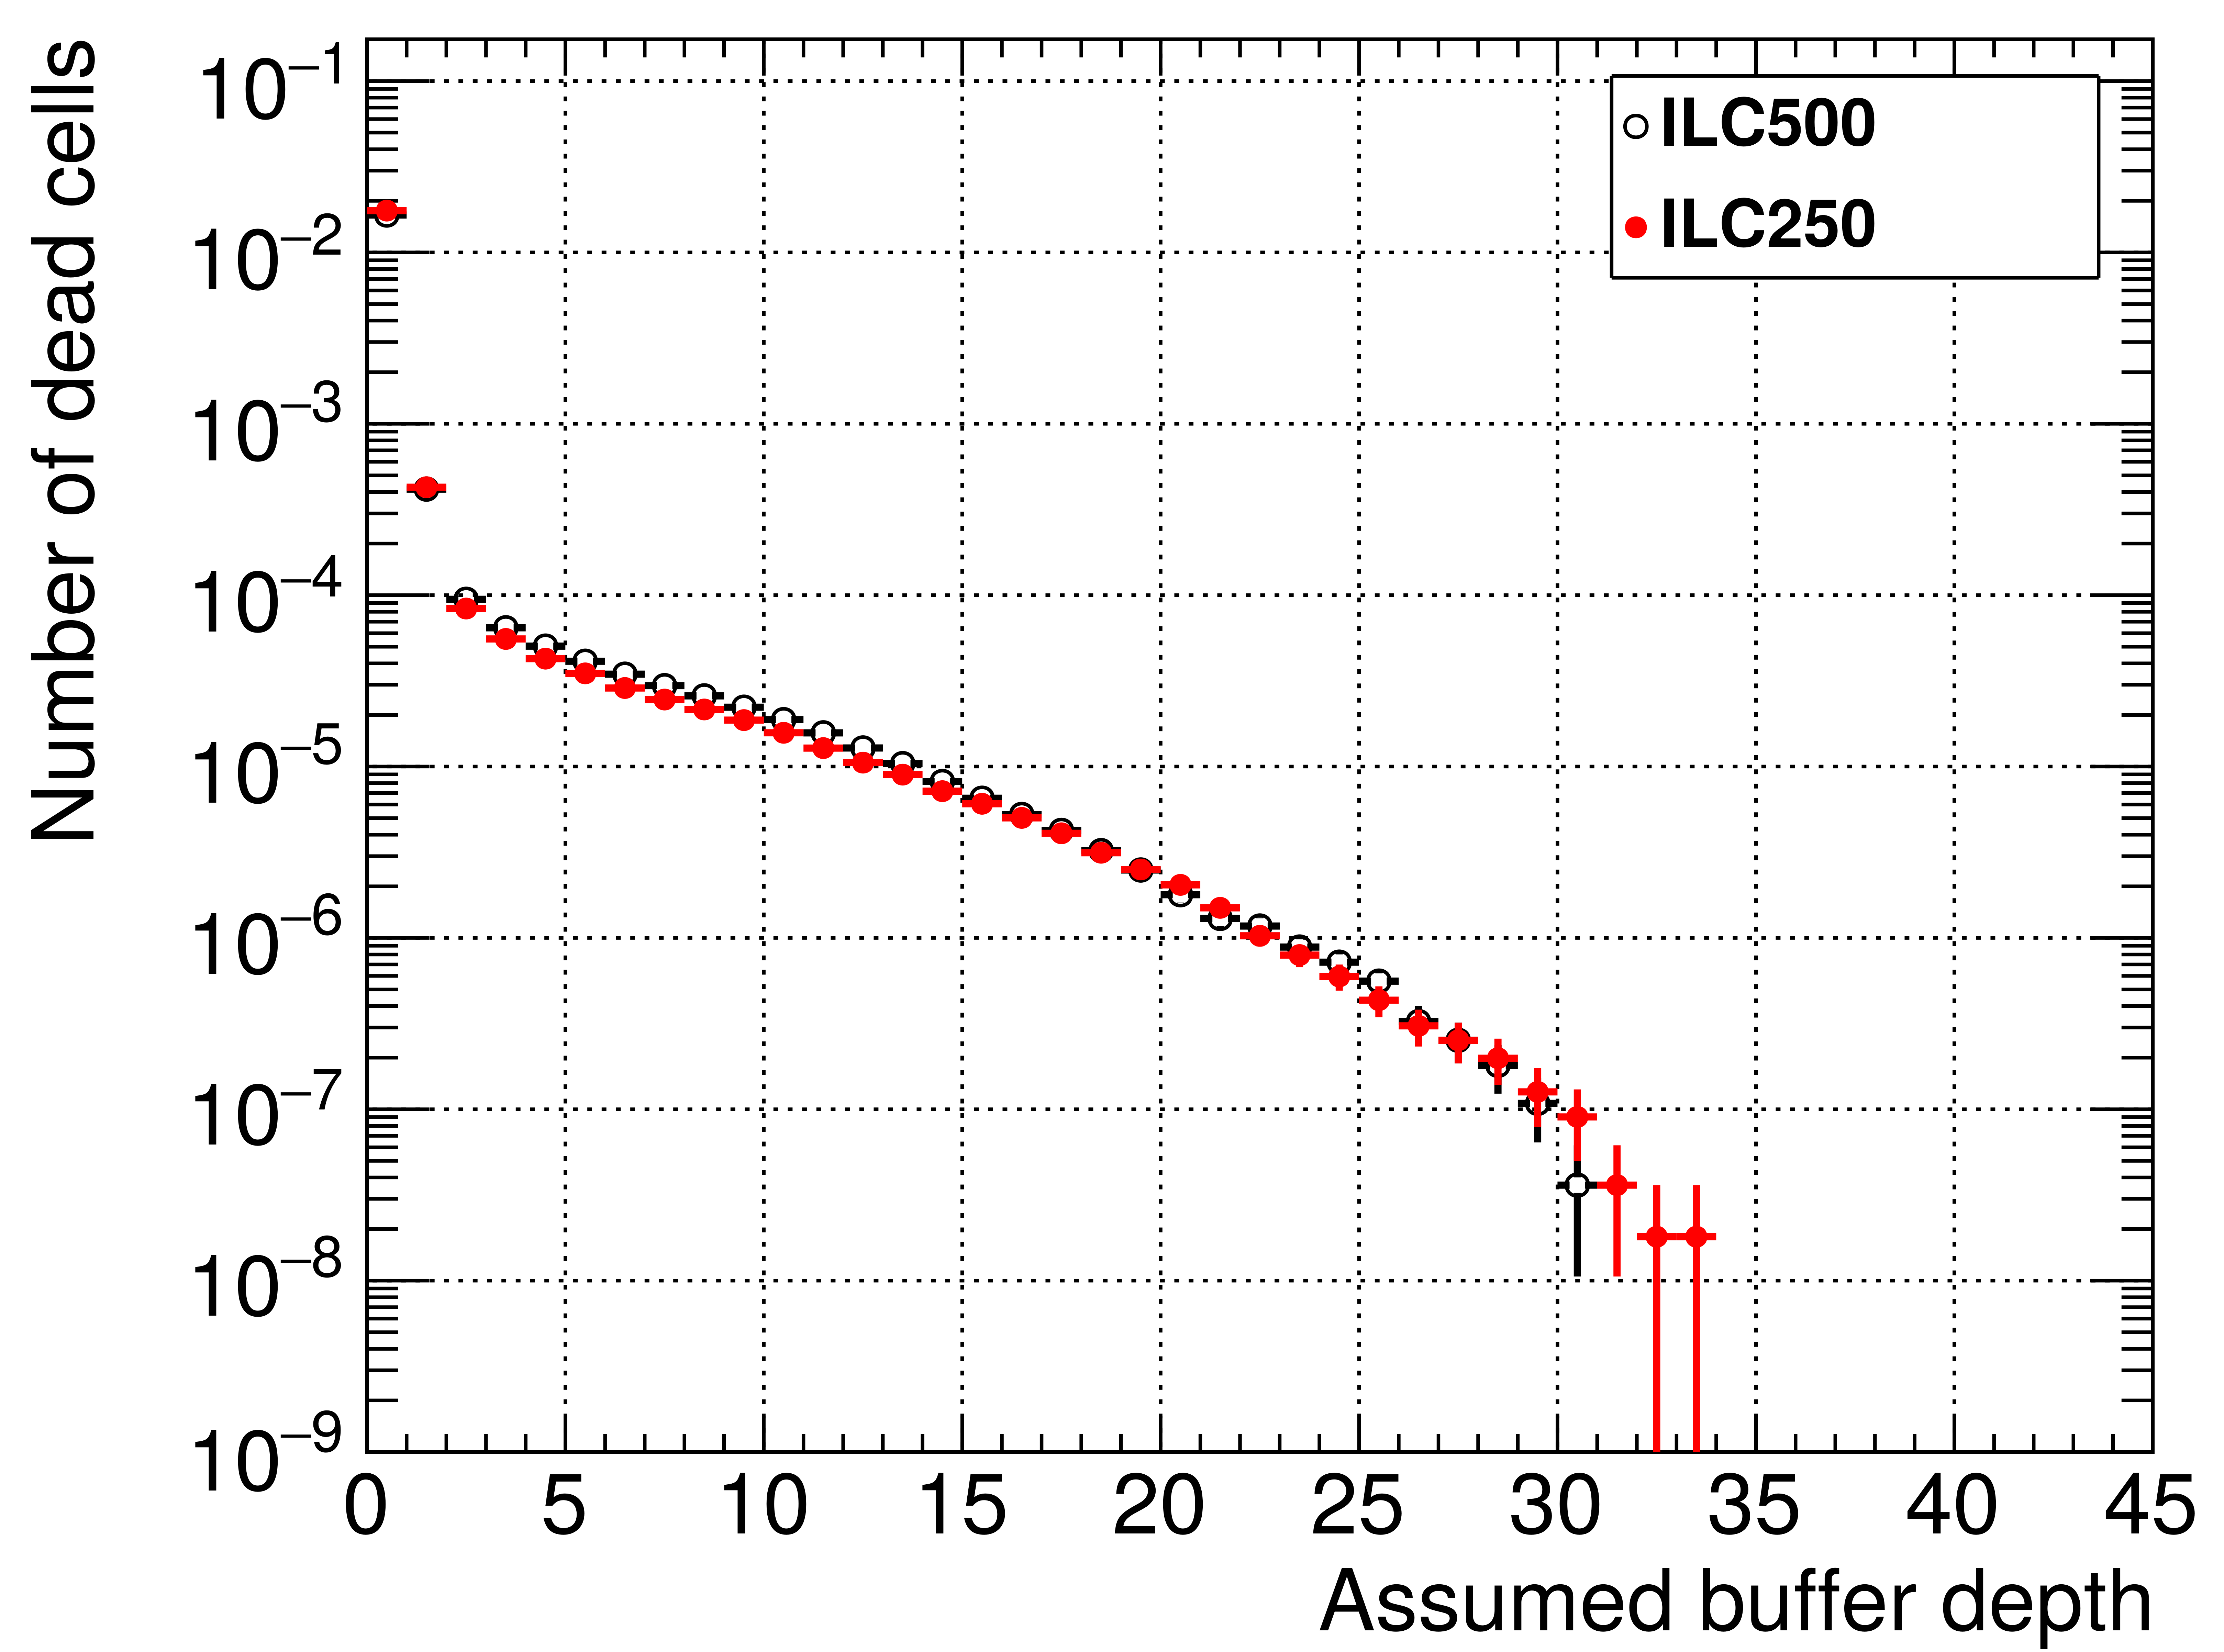 Number of dead cells
10⁻¹
10⁻²
10⁻³
10⁻⁴
10⁻⁵
10⁻⁶
10⁻⁷
10⁻⁸
10⁻⁹
ILC500
ILC250
0 5 10 15 20 25 30 35 40 45
Assumed buffer depth